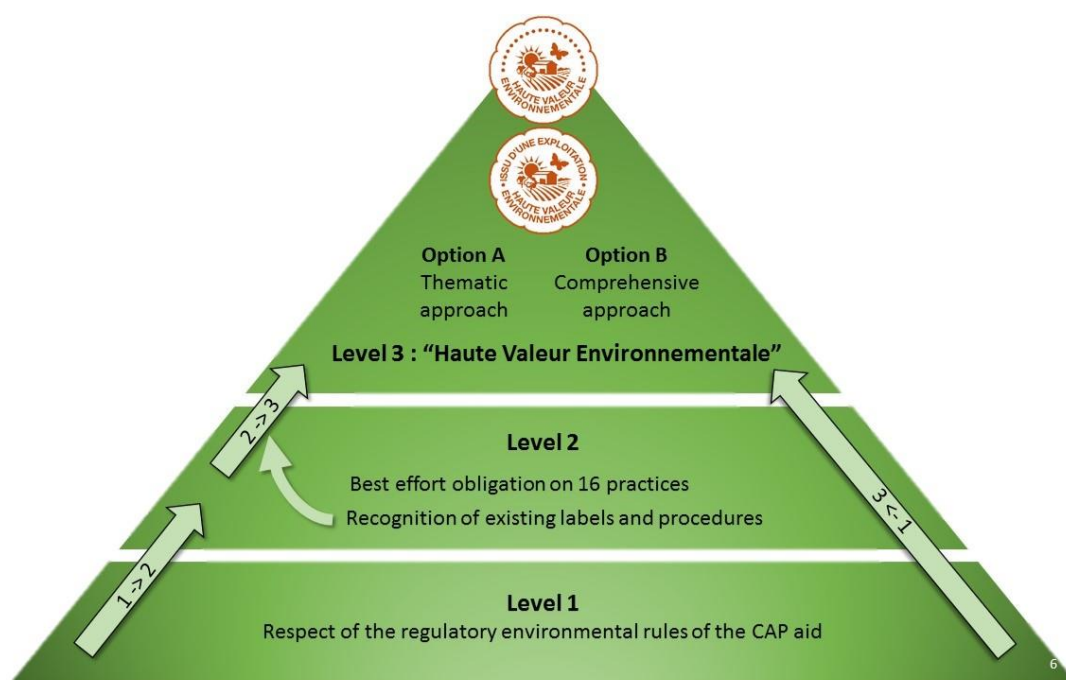 HAUTE VALEUR
ENVIRONNEMENTALE
• ISSU D'UNE EXPLOITATION •
HAUTE VALEUR
ENVIRONNEMENTALE
Option A
Thematic
approach
Option B
Comprehensive
approach
Level 3 : “Haute Valeur Environnementale”
2 -> 3
Level 2
Best effort obligation on 16 practices
Recognition of existing labels and procedures
3 <- 1
1 -> 2
Level 1
Respect of the regulatory environmental rules of the CAP aid
6